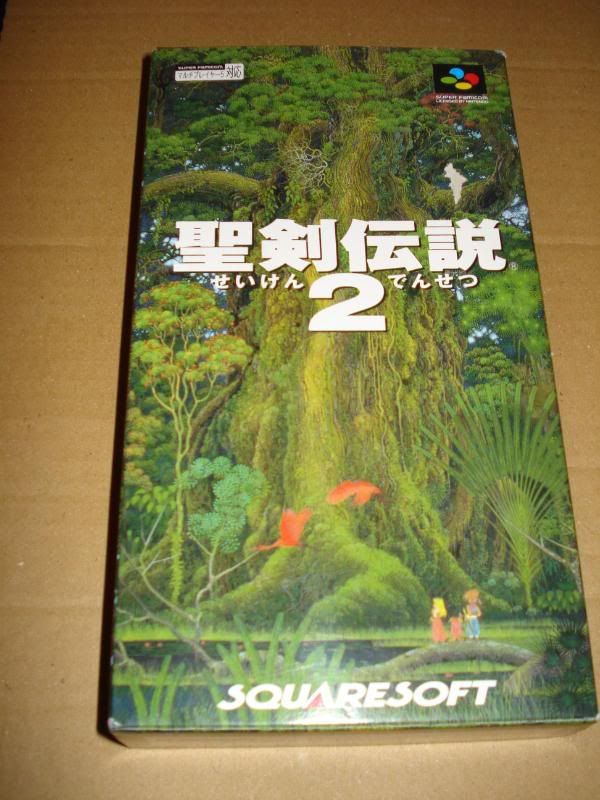 SUPER FAMICOM
マルチプレイヤー5 対応
SUPER FAMICOM
LICENSED BY NINTENDO
聖剣伝説®
せいけん でんせつ
2
SQUARESOFT